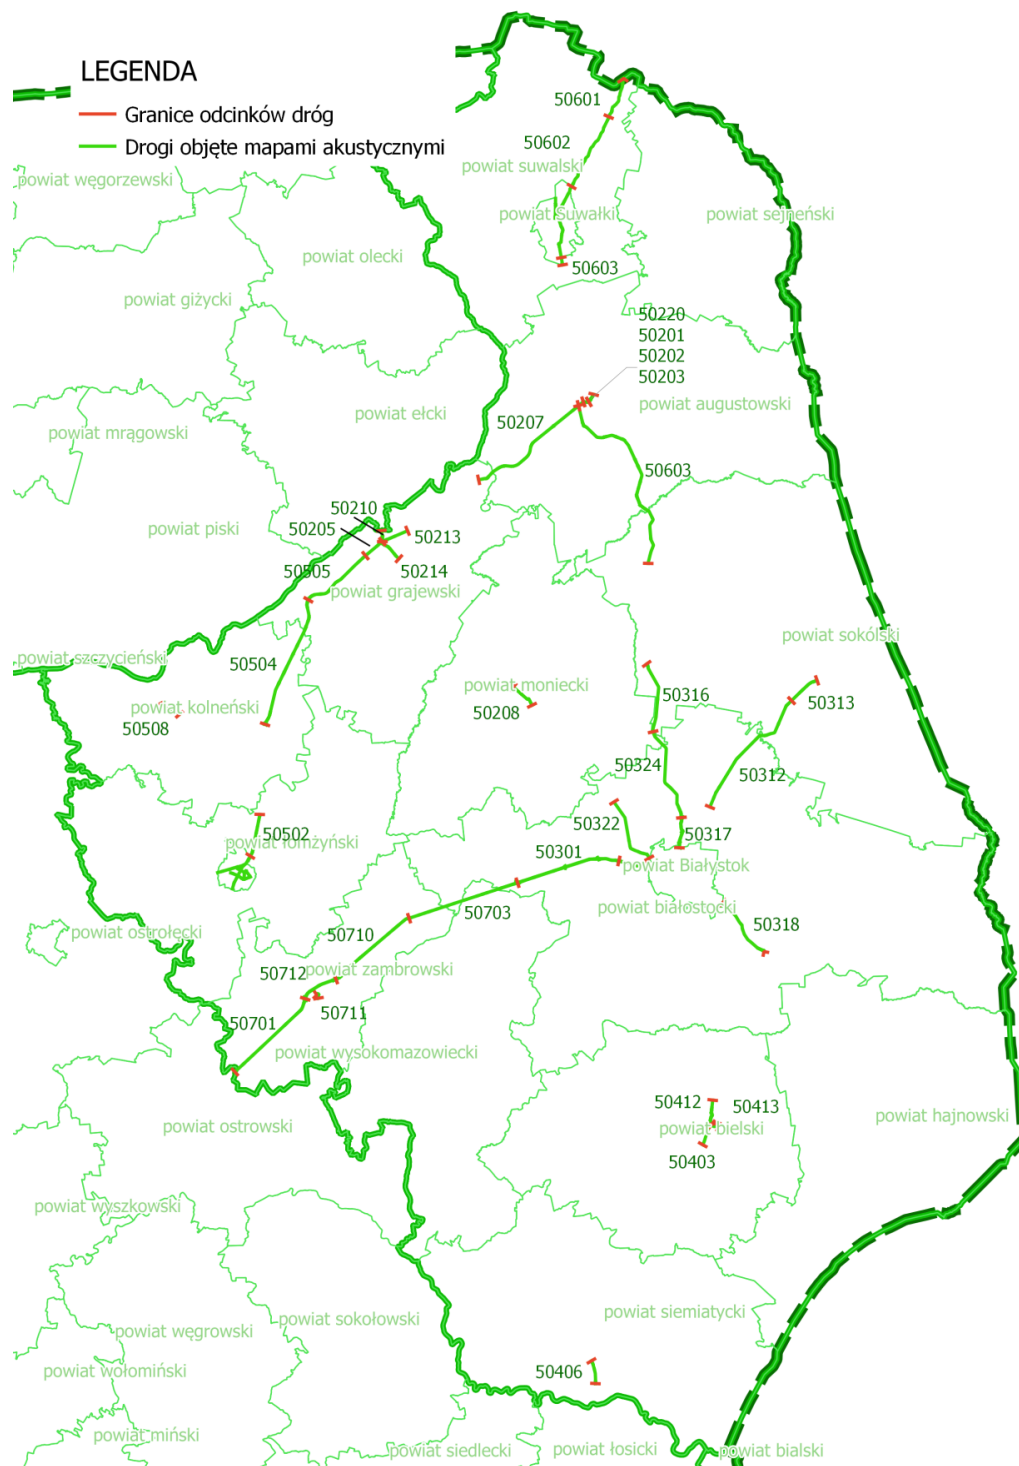 LEGENDA
Granice odcinków dróg
Drogi objęte mapami akustycznymi
50601
50602
powiat suwalski
powiat węgorzewski
powiat Suwałki
powiat sejneński
powiat olecki
50603
powiat giżycki
50220
50201
50202
50203
powiat ełcki
powiat augustowski
50207
powiat mrągowski
50603
50210
50205
powiat piski
50213
50505
50214
powiat grajewski
powiat sokólski
powiat szczycieński
50504
powiat moniecki
50316
50313
powiat kolneński
50208
50508
50324
50312
50322
50317
50502
powiat łomżyński
50301
powiat Białystok
powiat białostocki
50703
50318
powiat ostrołęcki
50710
50712
powiat zambrowski
50711
50701
powiat wysokomazowiecki
50412
50413
powiat hajnowski
powiat ostrowski
powiat bielski
50403
powiat wyszkowski
powiat siemiatycki
powiat sokołowski
powiat węgrowski
powiat wołomiński
50406
powiat miński
powiat siedlecki
powiat łosicki
powiat bialski